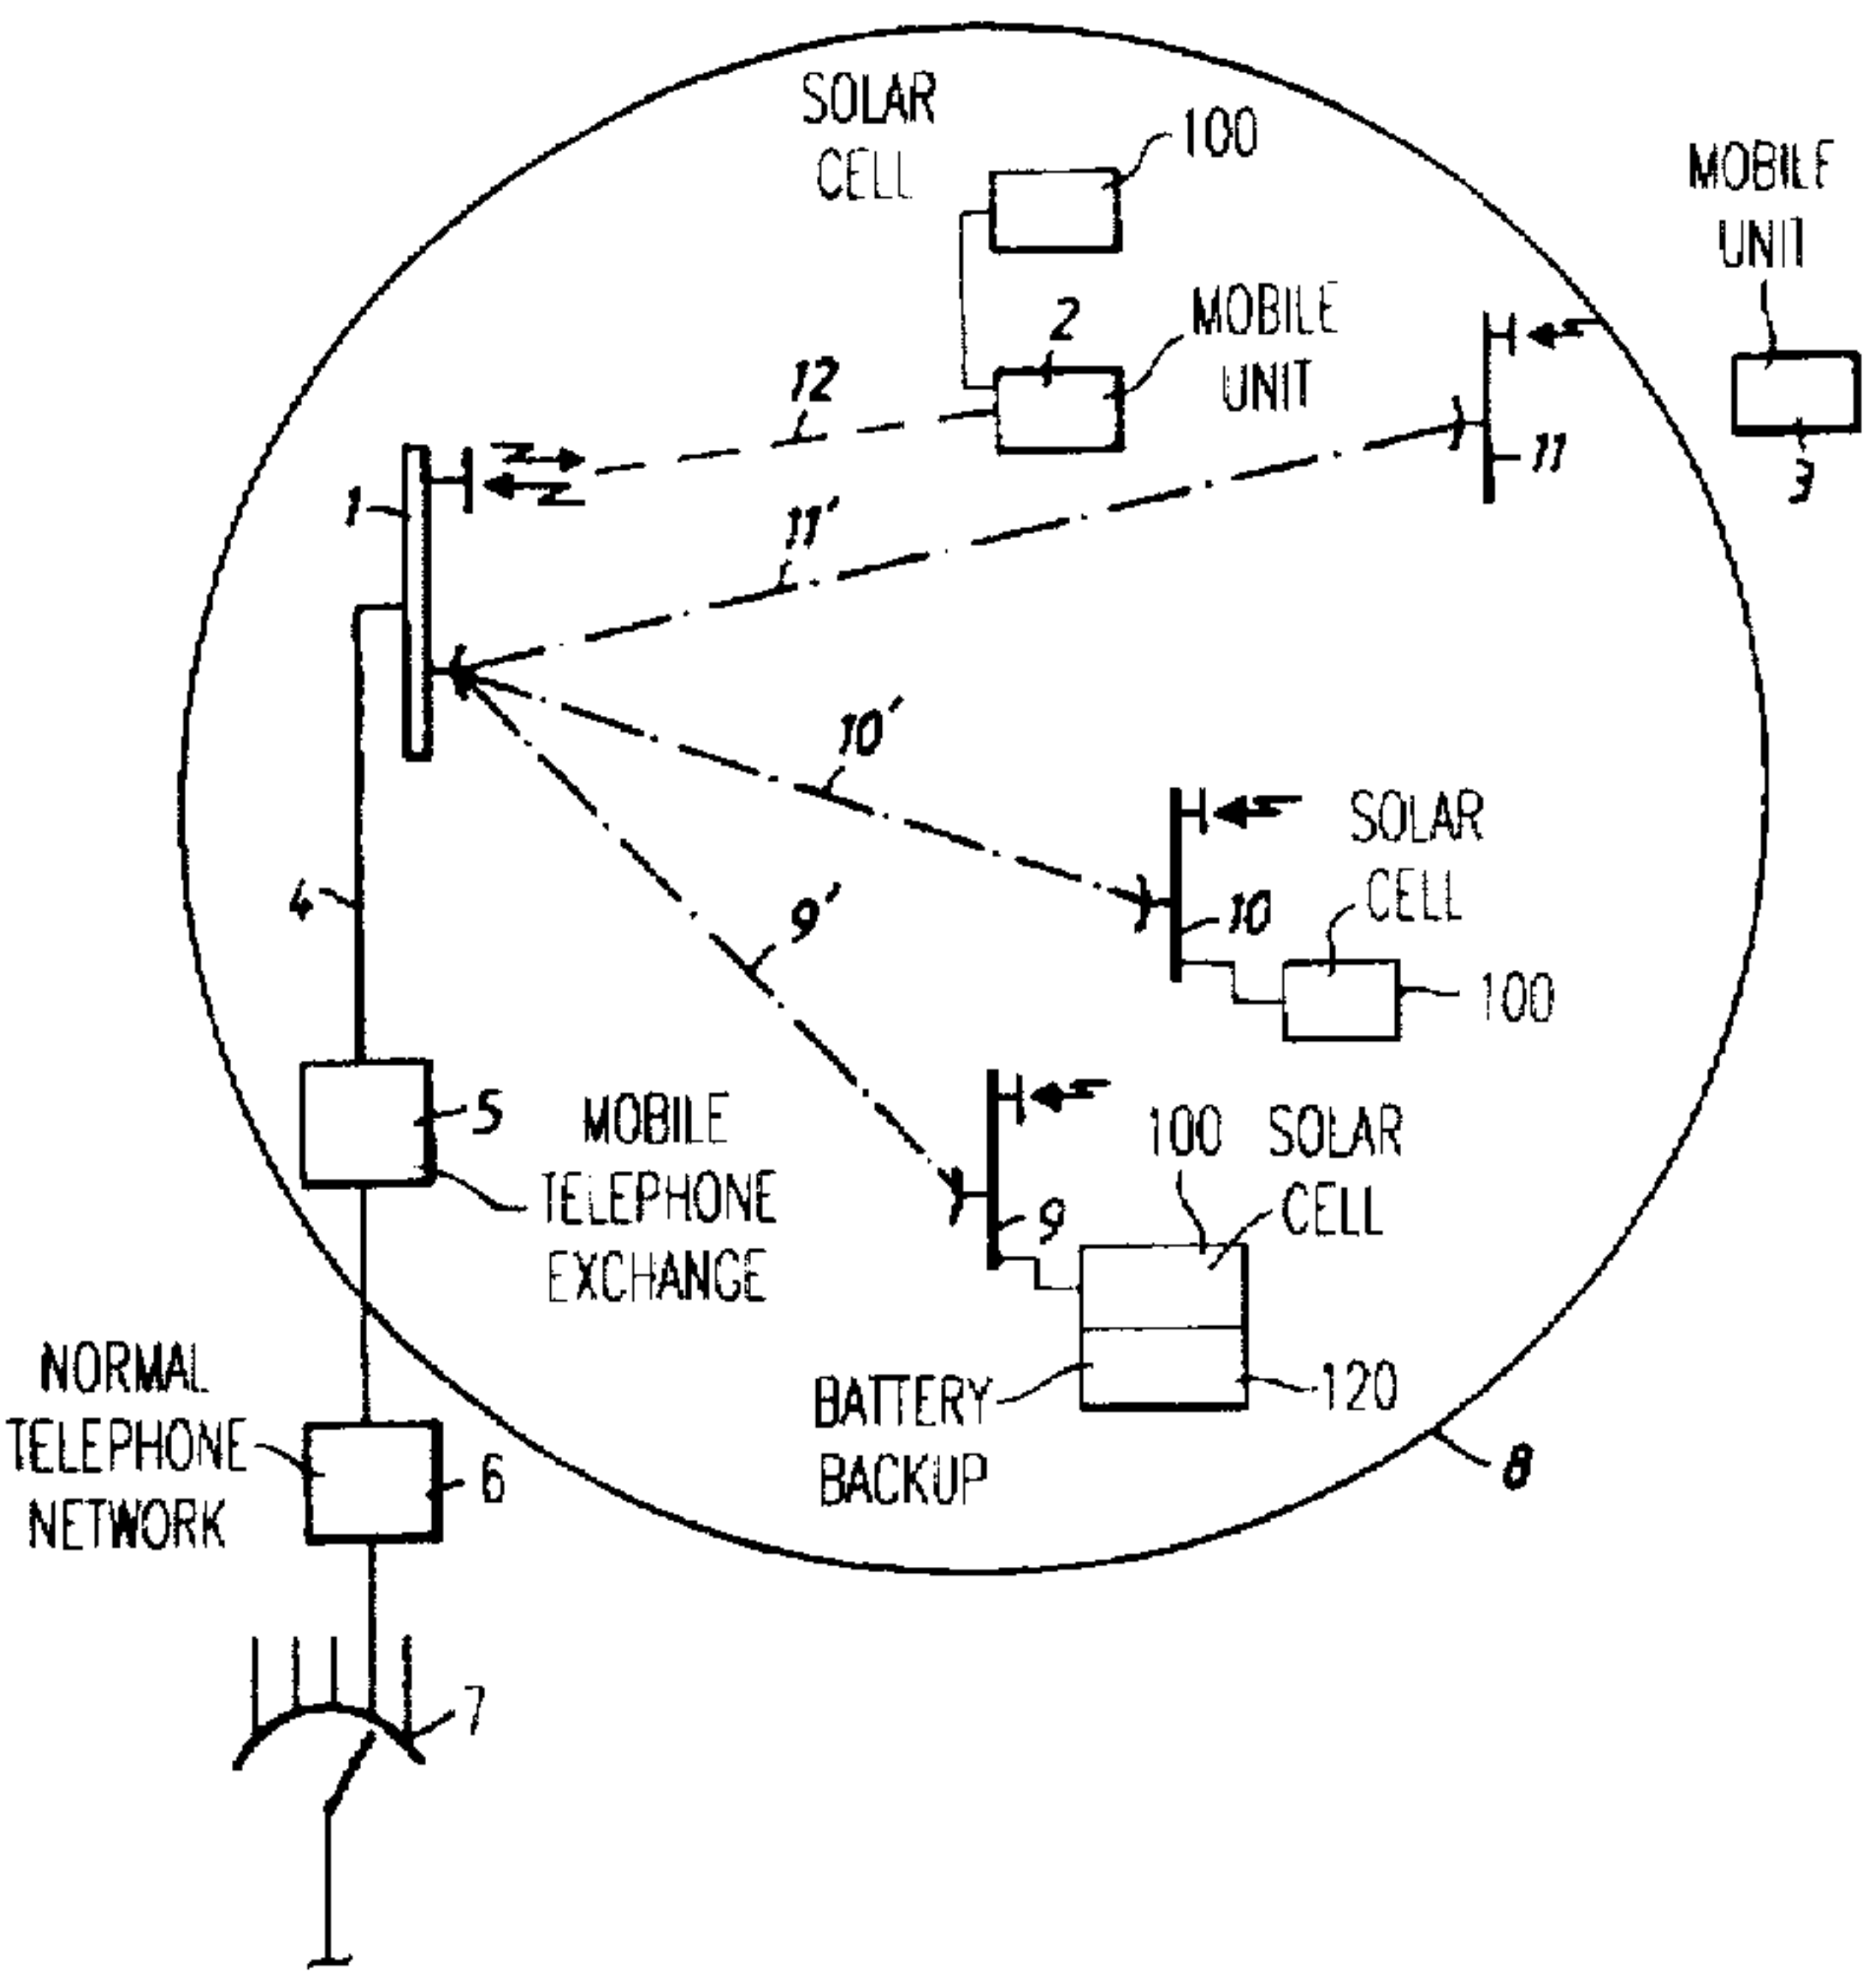 SOLAR
CELL
100
MOBILE
UNIT
2
MOBILE
UNIT
12
1
11'
11
3
10'
SOLAR
CELL
4
9'
10
100
5
MOBILE
TELEPHONE
EXCHANGE
100 SOLAR
CELL
9
NORMAL
TELEPHONE
NETWORK
BATTERY
BACKUP
120
6
8
7